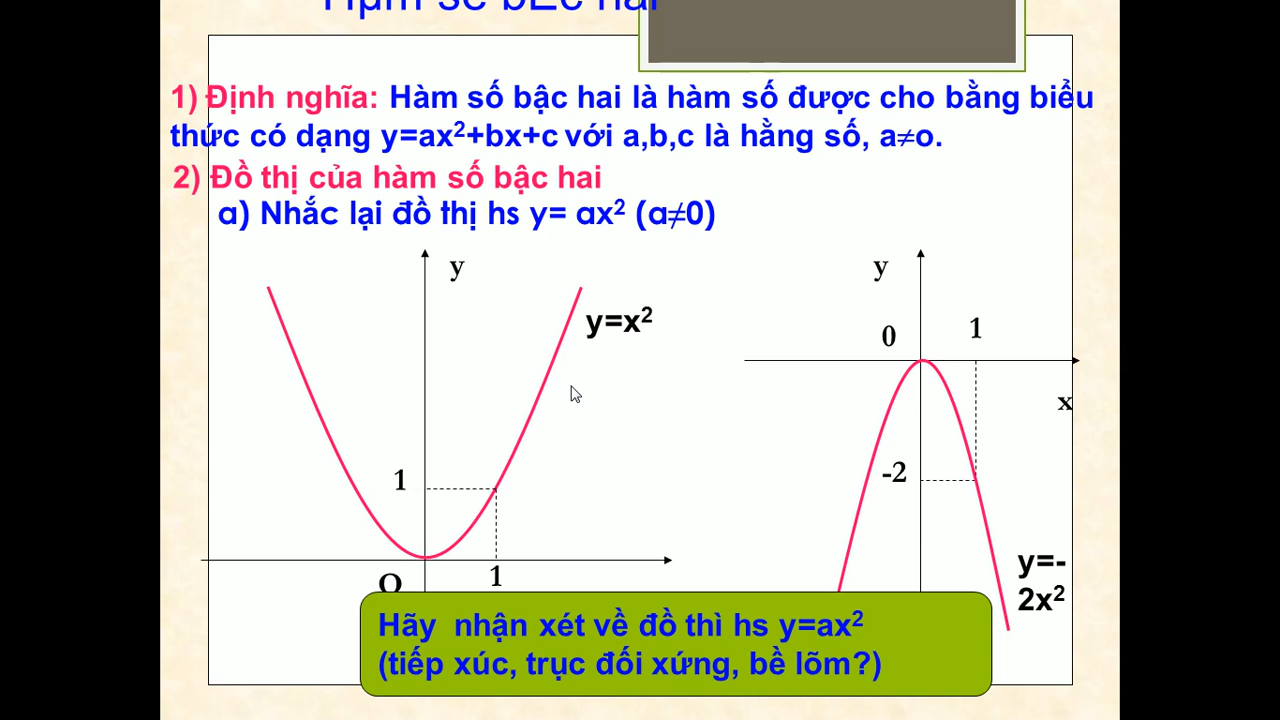 1) Định nghĩa: Hàm số bậc hai là hàm số được cho bằng biểu
thức có dạng y=ax²+bx+c với a,b,c là hằng số, a≠o.
2) Đồ thị của hàm số bậc hai
a) Nhắc lại đồ thị hs y= ax² (a≠0)
y
y=x²
1
O
1
y
0
1
x
-2
y=-
2x²
Hãy nhận xét về đồ thì hs y=ax²
(tiếp xúc, trục đối xứng, bề lõm?)